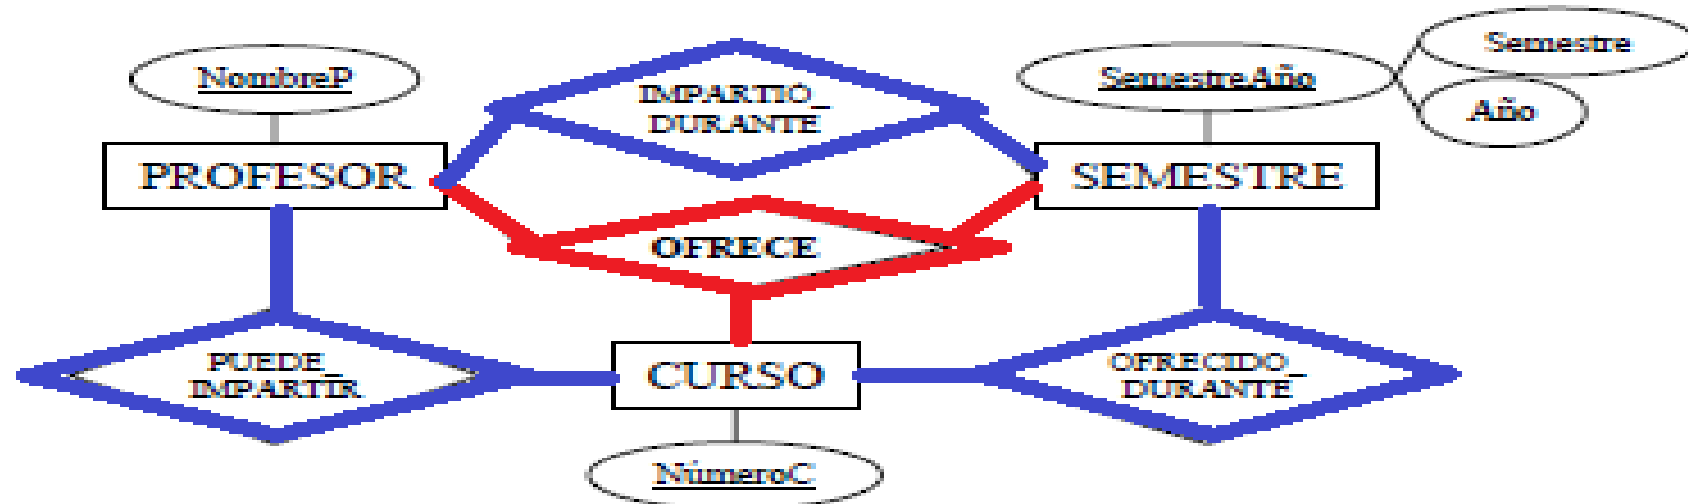 Semestre
NombreP
SemestreAño
Año
IMPARTIO_
DURANTE
PROFESOR
SEMESTRE
OFRECE
PUEDE_
IMPARTIR
CURSO
OFRECIDO_
DURANTE
NúmeroC